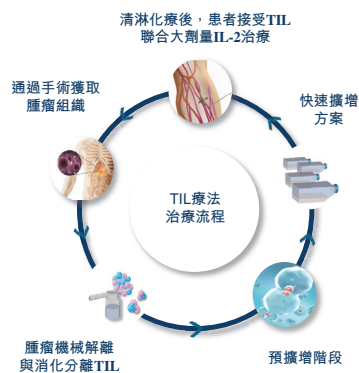 清淋化療後，患者接受TIL
聯合大劑量IL-2治療
通過手術獲取
腫瘤組織
快速擴增
方案
TIL療法
治療流程
腫瘤機械解離
與消化分離TIL
預擴增階段